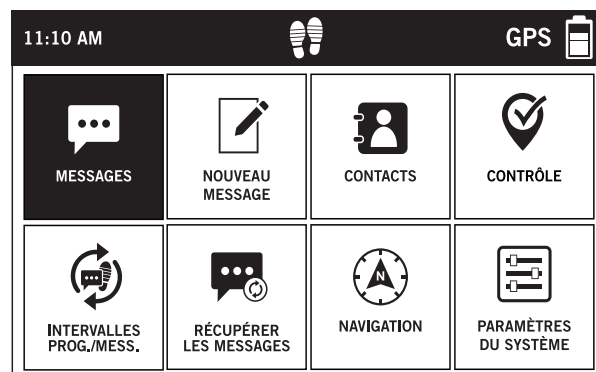 11:10 AM GPS
MESSAGES
NOUVEAU
MESSAGE
CONTACTS
CONTRÔLE
INTERVALLES
PROG./MESS.
RÉCUPÉRER
LES MESSAGES
N
NAVIGATION
PARAMÈTRES
DU SYSTÈME